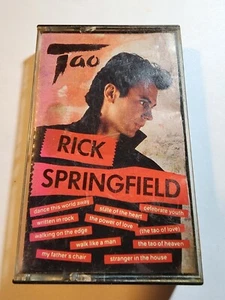 Tao
RICK
SPRINGFIELD
dance this world away
state of the heart
celebrate youth
written in rock
the power of love
(the tao of love)
walking on the edge
walk like a man
the tao of heaven
my father's chair
stranger in the house